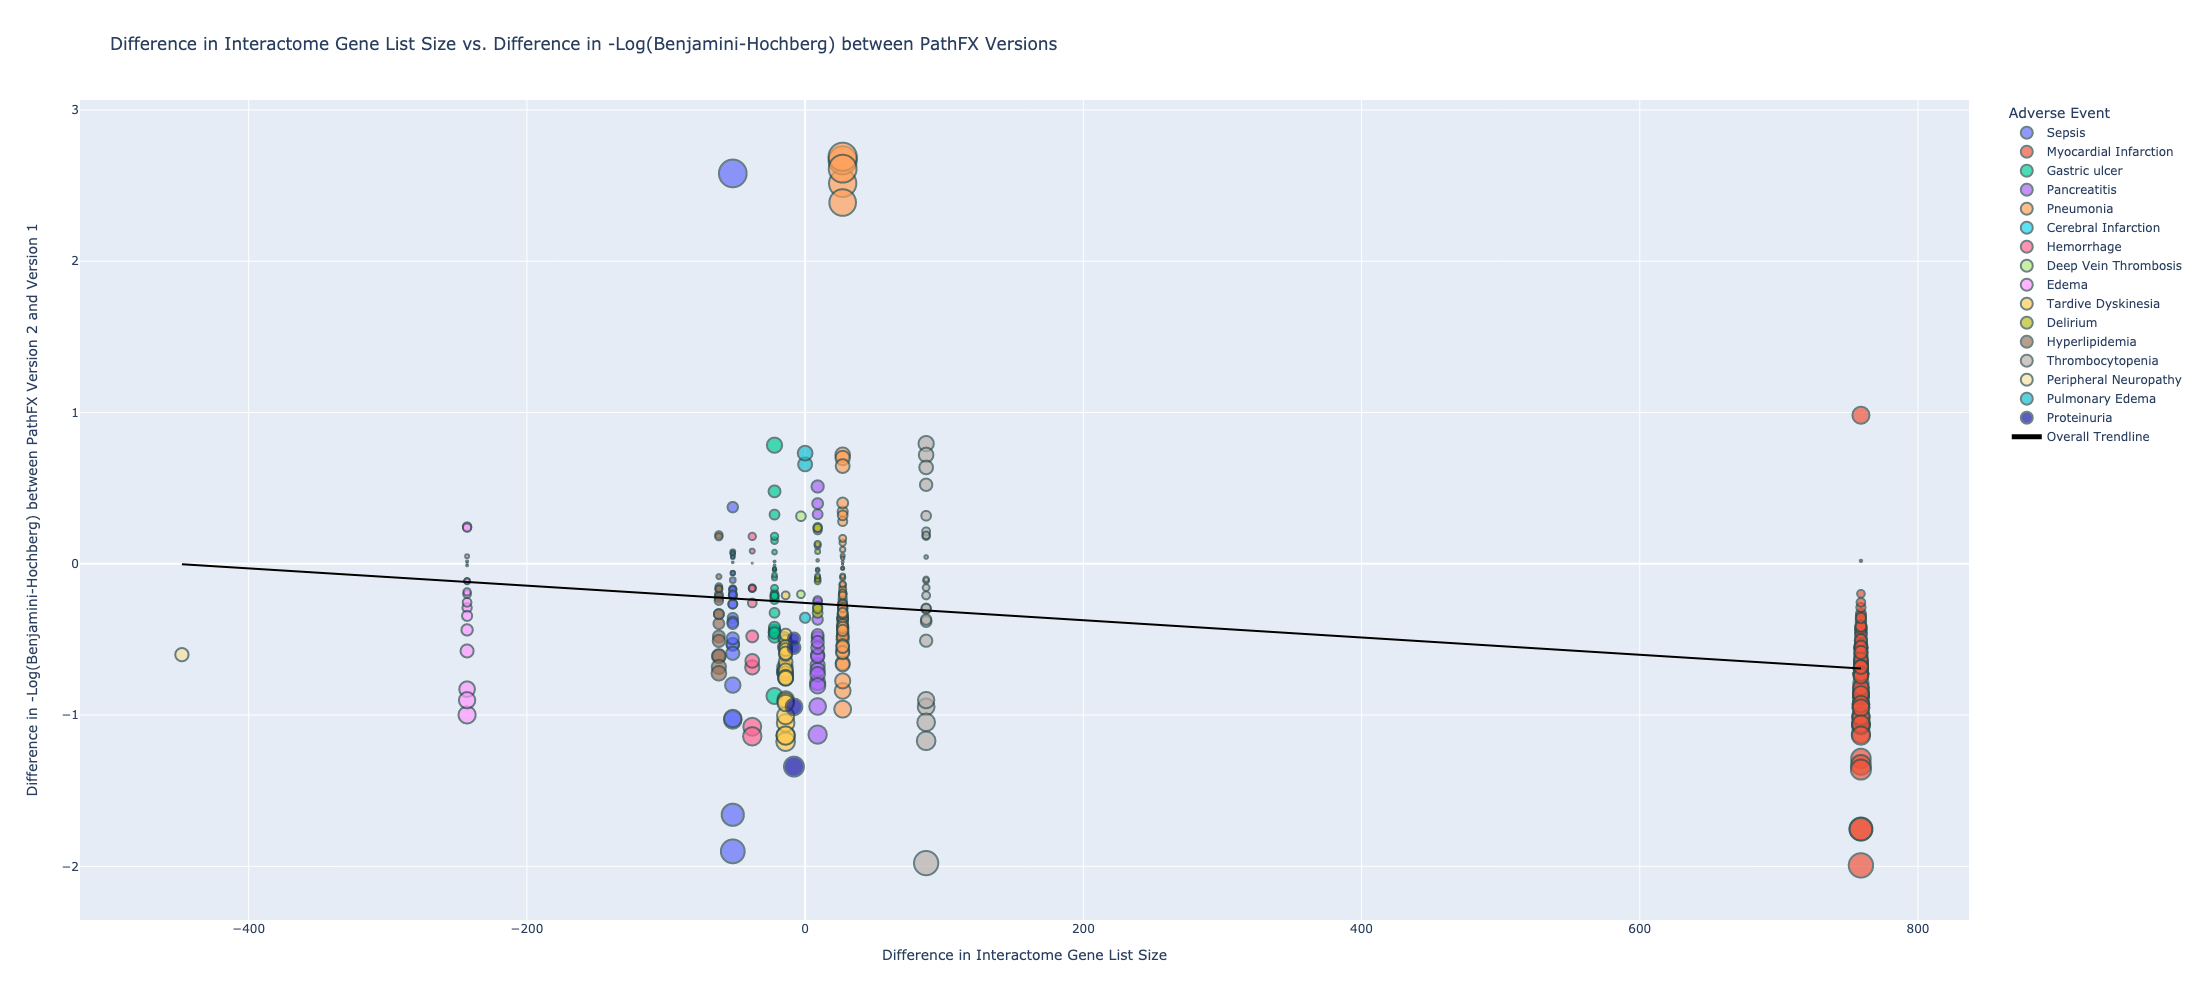 Difference in Interactome Gene List Size vs. Difference in -Log(Benjamini-Hochberg) between PathFX Versions
Difference in -Log(Benjamini-Hochberg) between PathFX Version 2 and Version 1
3
2
1
0
−1
−2
−400
−200
0
200
400
600
800
Difference in Interactome Gene List Size
Adverse Event
Sepsis
Myocardial Infarction
Gastric ulcer
Pancreatitis
Pneumonia
Cerebral Infarction
Hemorrhage
Deep Vein Thrombosis
Edema
Tardive Dyskinesia
Delirium
Hyperlipidemia
Thrombocytopenia
Peripheral Neuropathy
Pulmonary Edema
Proteinuria
Overall Trendline